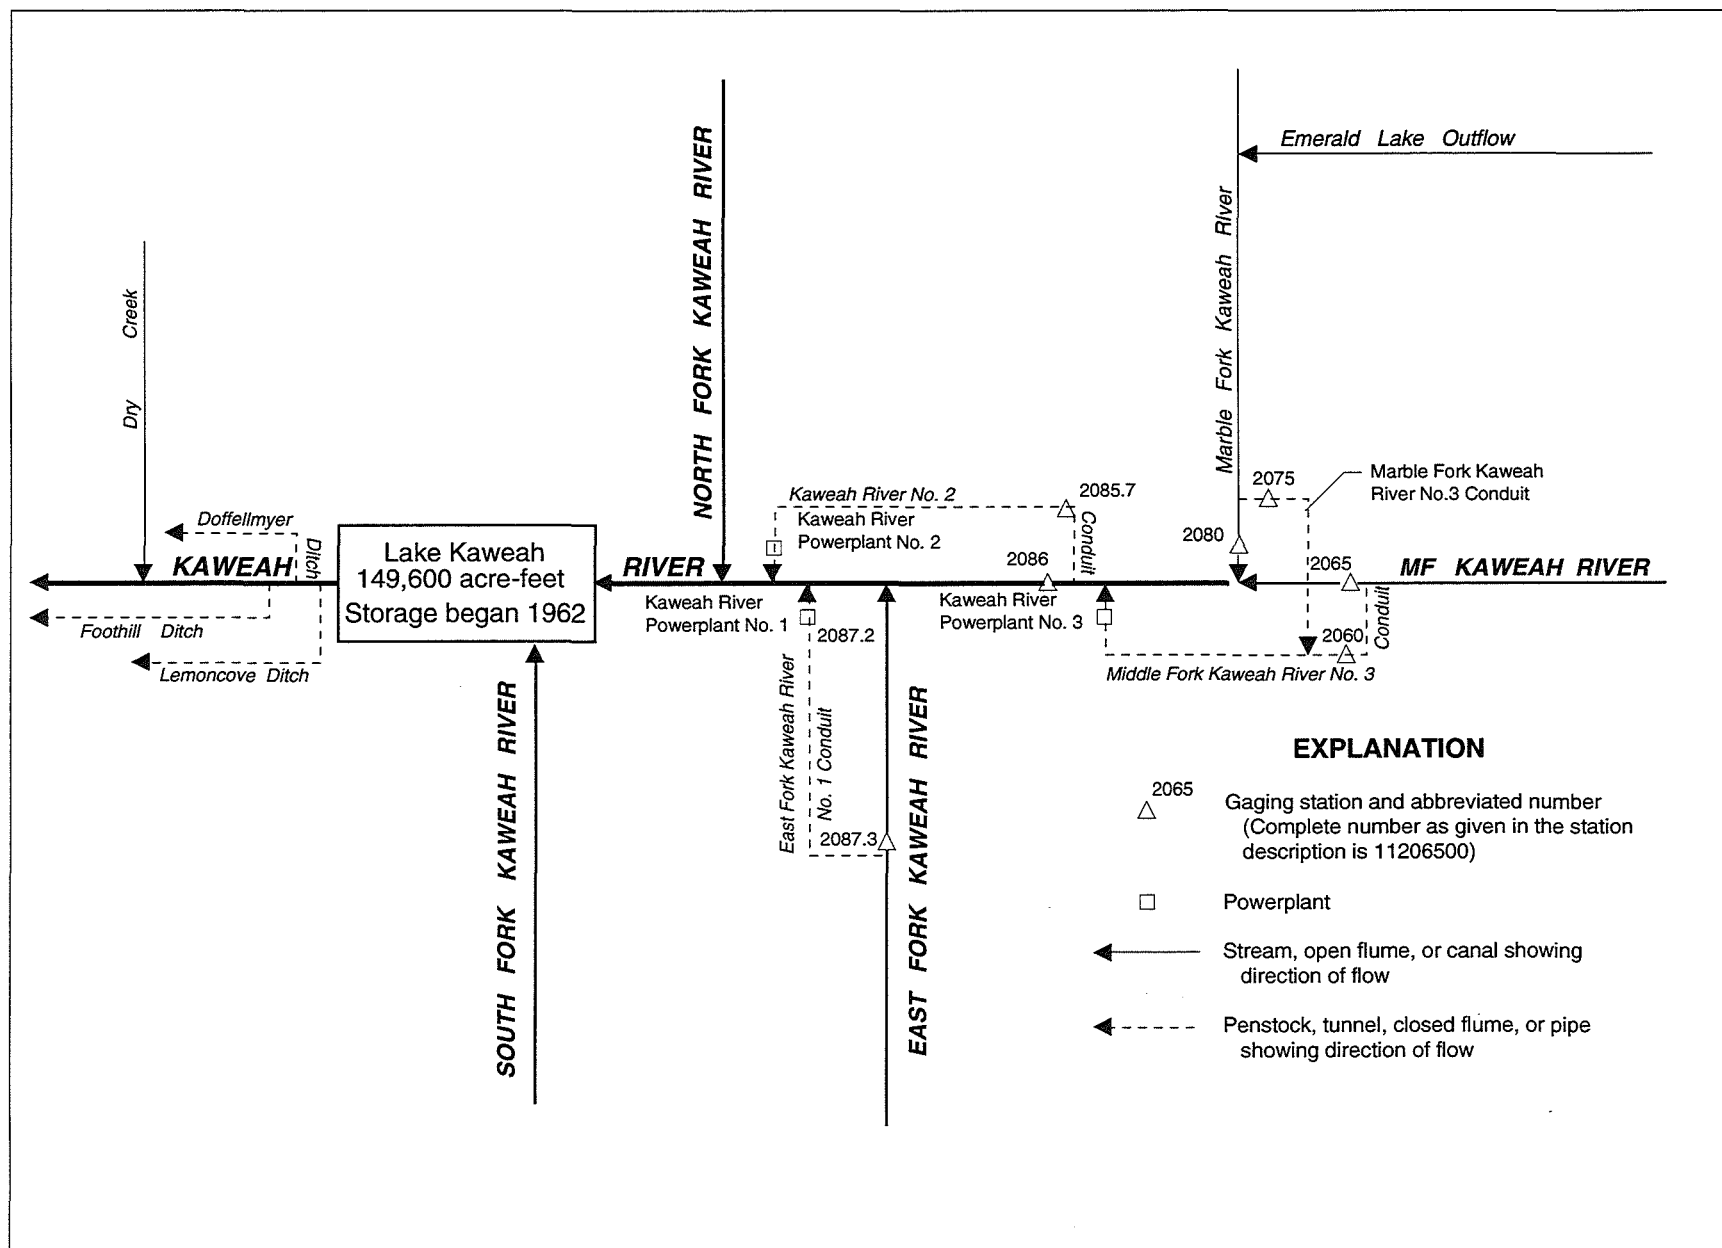 Emerald Lake Outflow
NORTH FORK KAWEAH RIVER
Marble Fork Kaweah River
Dry Creek
2075
Marble Fork Kaweah
River No.3 Conduit
Kaweah River No. 2
2085.7
Conduit
Kaweah River
Powerplant No. 2
Doffellmyer
Ditch
2080
KAWEAH
Lake Kaweah
149,600 acre-feet
Storage began 1962
RIVER
2086
2065
MF KAWEAH RIVER
Kaweah River
Powerplant No. 1
Kaweah River
Powerplant No. 3
Conduit
Foothill Ditch
2087.2
2060
Lemoncove Ditch
Middle Fork Kaweah River No. 3
East Fork Kaweah River
No. 1 Conduit
2087.3
SOUTH FORK KAWEAH RIVER
EAST FORK KAWEAH RIVER
EXPLANATION
2065
Gaging station and abbreviated number
(Complete number as given in the station
description is 11206500)
Powerplant
Stream, open flume, or canal showing
direction of flow
Penstock, tunnel, closed flume, or pipe
showing direction of flow